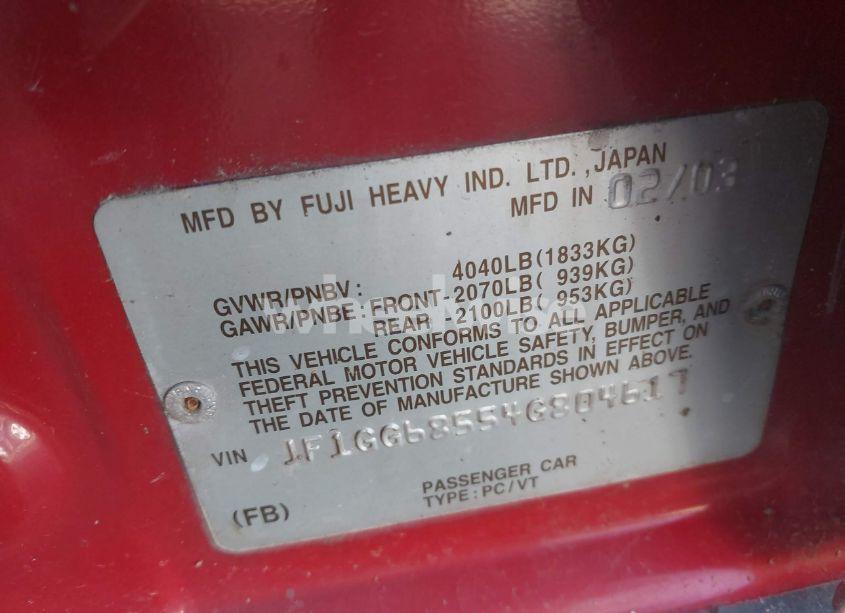 MFD BY FUJI HEAVY IND. LTD., JAPAN
MFD IN 02/03
GVWR/PNBV: 4040LB(1833KG)
GAWR/PNBE: FRONT-2070LB( 939KG)
REAR -2100LB( 953KG)
THIS VEHICLE CONFORMS TO ALL APPLICABLE
FEDERAL MOTOR VEHICLE SAFETY, BUMPER, AND
THEFT PREVENTION STANDARDS IN EFFECT ON
THE DATE OF MANUFACTURE SHOWN ABOVE.
VIN JF1GG68554G804617
PASSENGER CAR
TYPE: PC/VT
(FB)